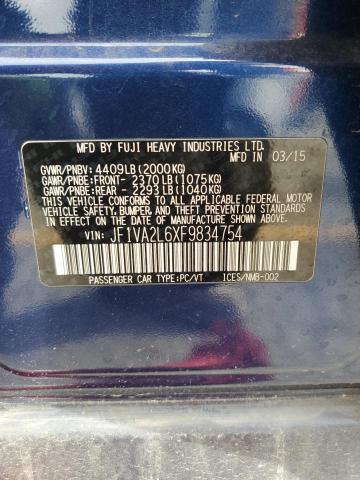 MFD BY FUJI HEAVY INDUSTRIES LTD.
MFD IN 03/15
GVWR/PNBV: 4409LB(2000KG)
GAWR/PNBE:FRONT- 2370LB(1075KG)
GAWR/PNBE:REAR - 2293LB(1040KG)
THIS VEHICLE CONFORMS TO ALL APPLICABLE FEDERAL MOTOR
VEHICLE SAFETY, BUMPER, AND THEFT PREVENTION STANDARDS
IN EFFECT ON THE DATE OF MANUFACTURE SHOWN ABOVE.
VIN: JF1VA2L6XF9834754
PASSENGER CAR TYPE:PC/VT ICES/NMB-002